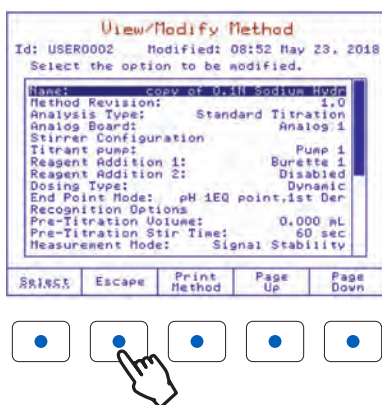 View/Modify Method
Id: USER0002 Modified: 08:52 May 23, 2018
Select the option to be modified.
Name: copy of 0.1M Sodium Hydr
Method Revision: 1.0
Analysis Type: Standard Titration
Analog Board: Analog 1
Stirrer Configuration
Titrant pump: Pump 1
Reagent Addition 1: Burette 1
Reagent Addition 2: Disabled
Dosing Type: Dynamic
End Point Mode: pH 1EQ point,1st Der
Recognition Options
Pre-Titration Volume: 0.000 mL
Pre-Titration Stir Time: 60 sec
Measurement Mode: Signal Stability
Select Escape Print Method Page Up Page Down